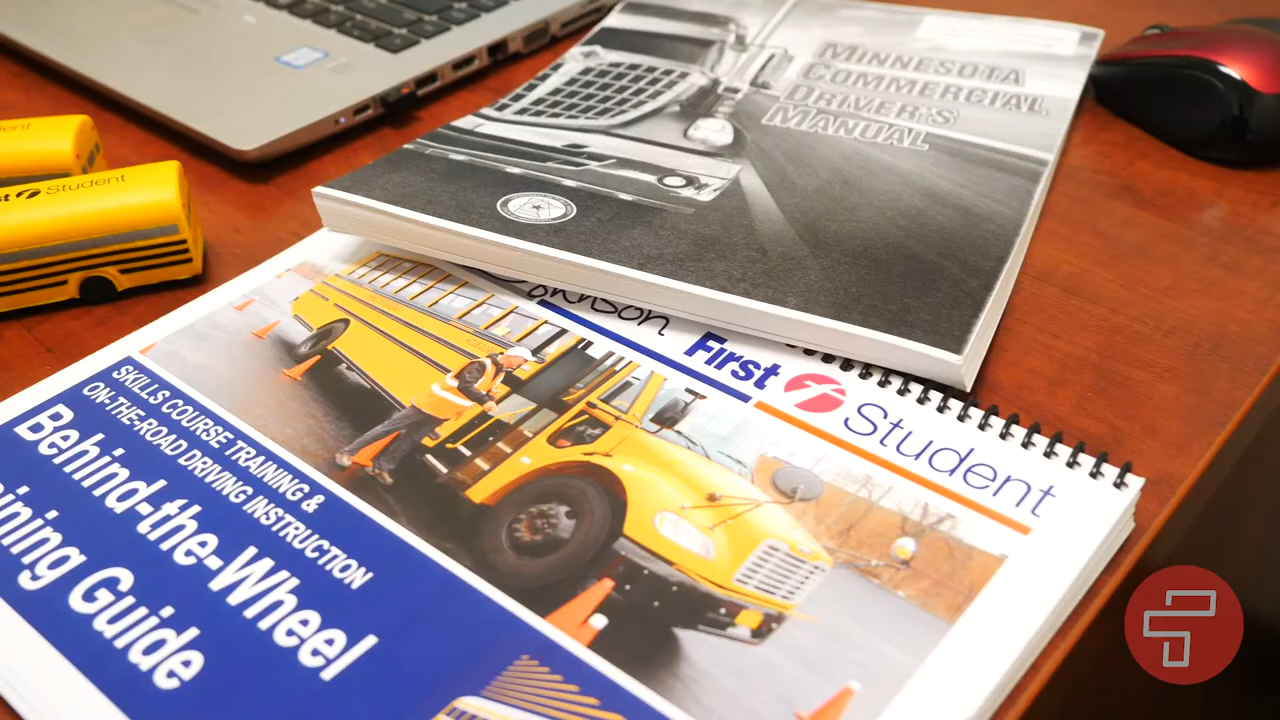 MINNESOTA
COMMERCIAL
DRIVER'S
MANUAL
Student
Johnson
First Student
SKILLS COURSE TRAINING &
ON-THE-ROAD DRIVING INSTRUCTION
Behind-the-Wheel
ining Guide